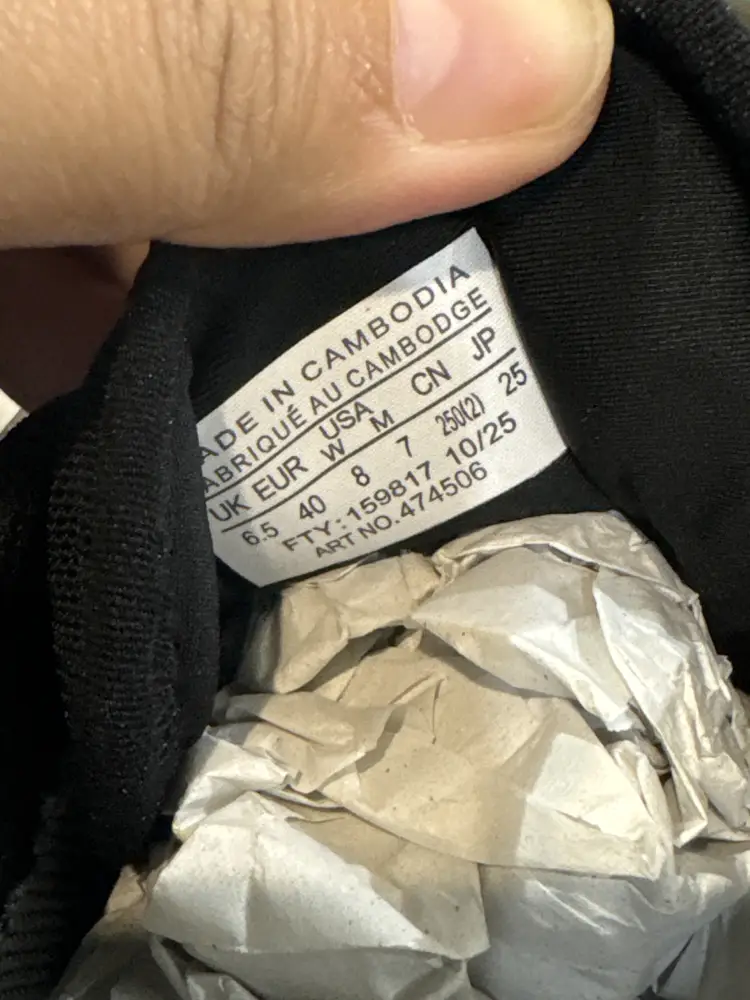 ADE IN CAMBODIA
ABRIQUÉ AU CAMBODGE
USA
UK EUR W M CN JP
6.5 40 8 7 250(2) 25
FTY:159817 10/25
ART NO.474506